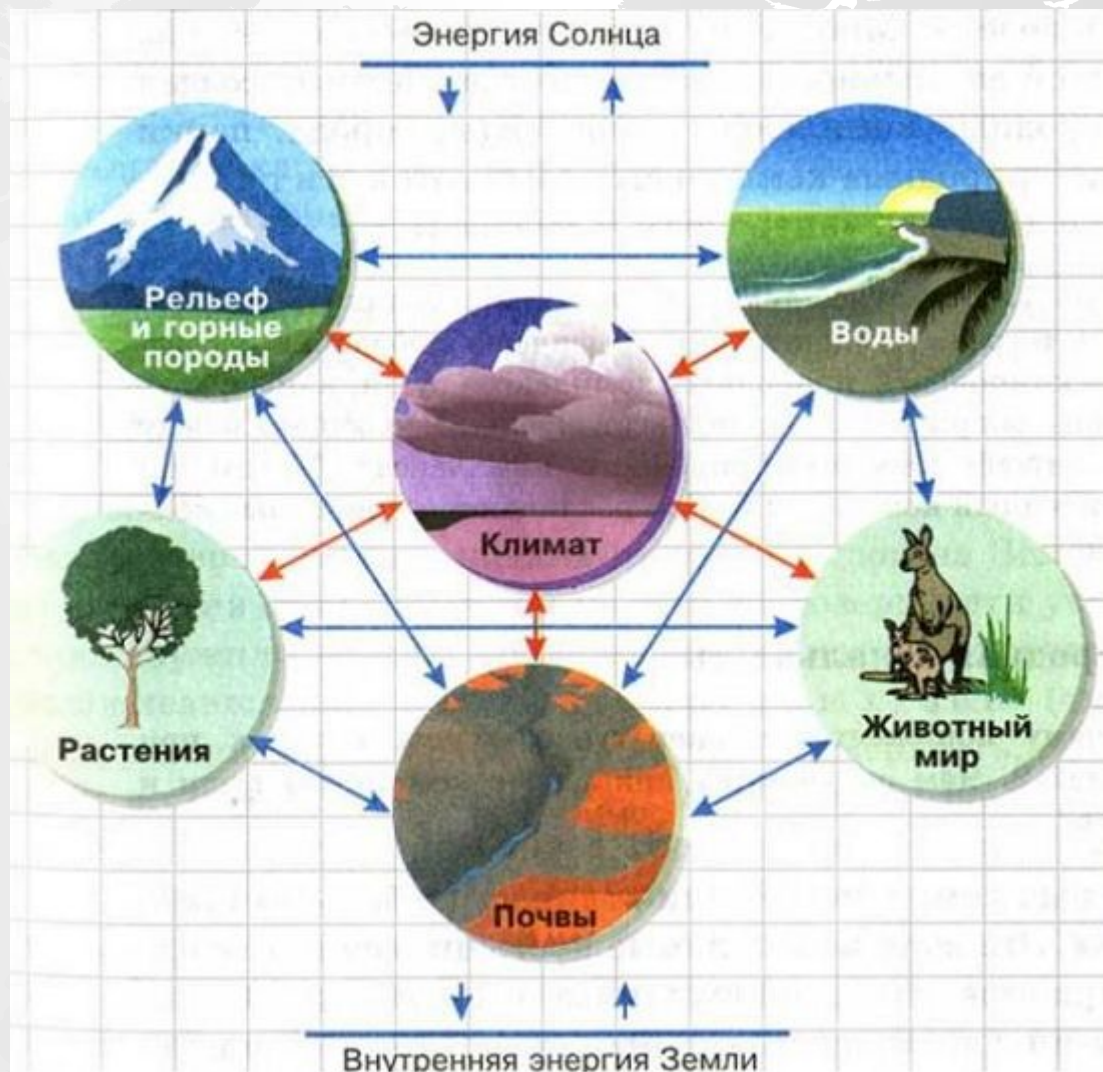 Энергия Солнца
Рельеф
и горные
породы
Воды
Климат
Растения
Животный
мир
Почвы
Внутренняя энергия Земли